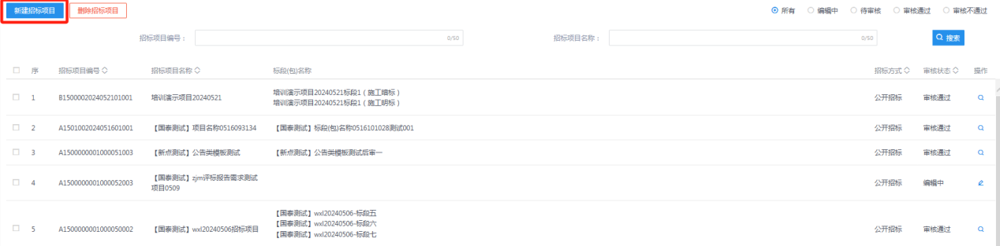 新建招标项目 删除招标项目 所有 编辑中 待审核 审核通过 审核不通过
招标项目编号： 0/50 招标项目名称： 0/50 搜索
序 招标项目编号 招标项目名称 标段(包)名称 招标方式 审核状态 操作
1 B1500002024052101001 培训演示项目20240521 培训演示项目20240521标段1（施工暗标） 公开招标 审核通过
培训演示项目20240521标段1（施工明标）
2 A1501002024051601001 【国泰测试】项目名称0516093134 【国泰测试】标段(包)名称0516101028测试001 公开招标 审核通过
3 A1500000001000051003 【新点测试】公告类模板测试 【新点测试】公告类模板测试后审一 公开招标 审核通过
4 A1500000001000052003 【国泰测试】zjm评标报告需求测试 公开招标 编辑中
项目0509
【国泰测试】wxl20240506-标段五
5 A1500000001000050002 【国泰测试】wxl20240506招标项目 【国泰测试】wxl20240506-标段六 公开招标 审核通过
【国泰测试】wxl20240506-标段七